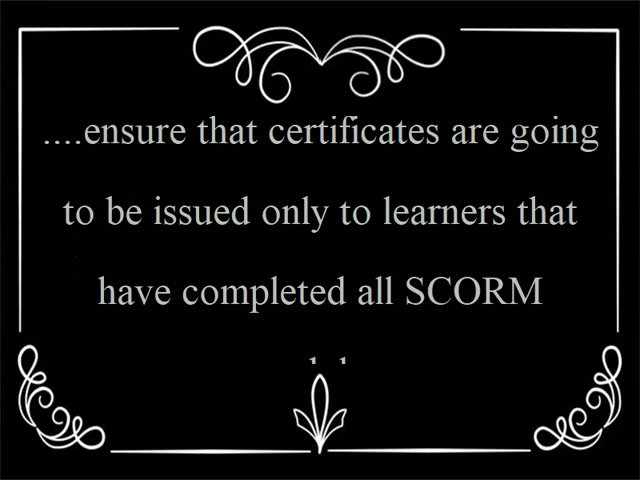 ....ensure that certificates are going
to be issued only to learners that
have completed all SCORM